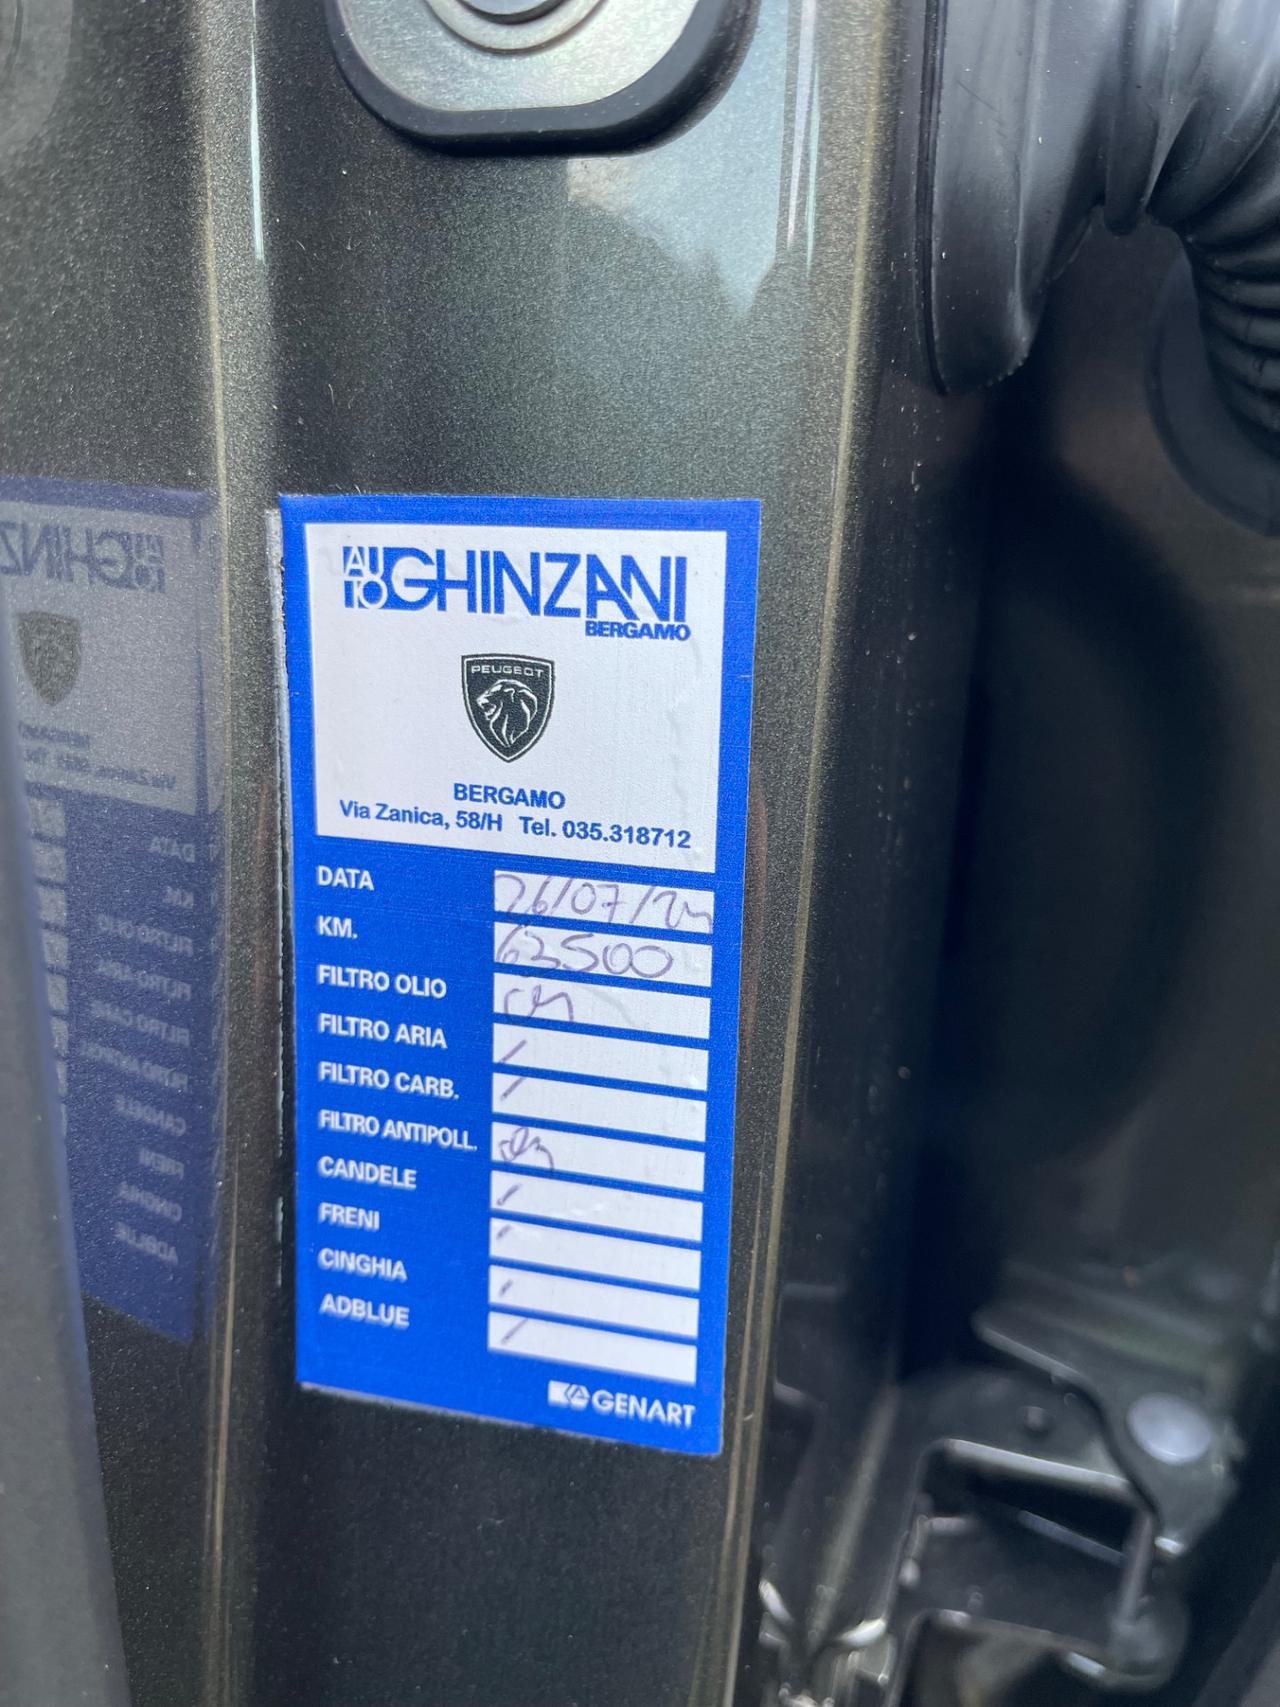 AUTO GHINZANI
BERGAMO
PEUGEOT
BERGAMO
Via Zanica, 58/H Tel. 035.318712
DATA 26/07/24
KM. 63500
FILTRO OLIO
FILTRO ARIA /
FILTRO CARB. /
FILTRO ANTIPOLL.
CANDELE /
FRENI /
CINGHIA /
ADBLUE /
GENART